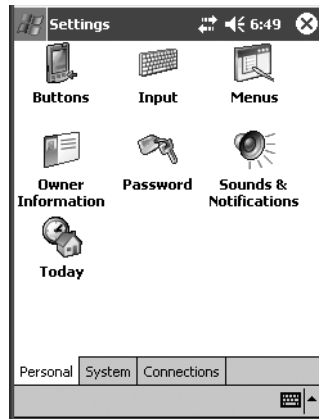 Settings 6:49
Buttons Input Menus
Owner Information Password Sounds & Notifications
Today
Personal System Connections